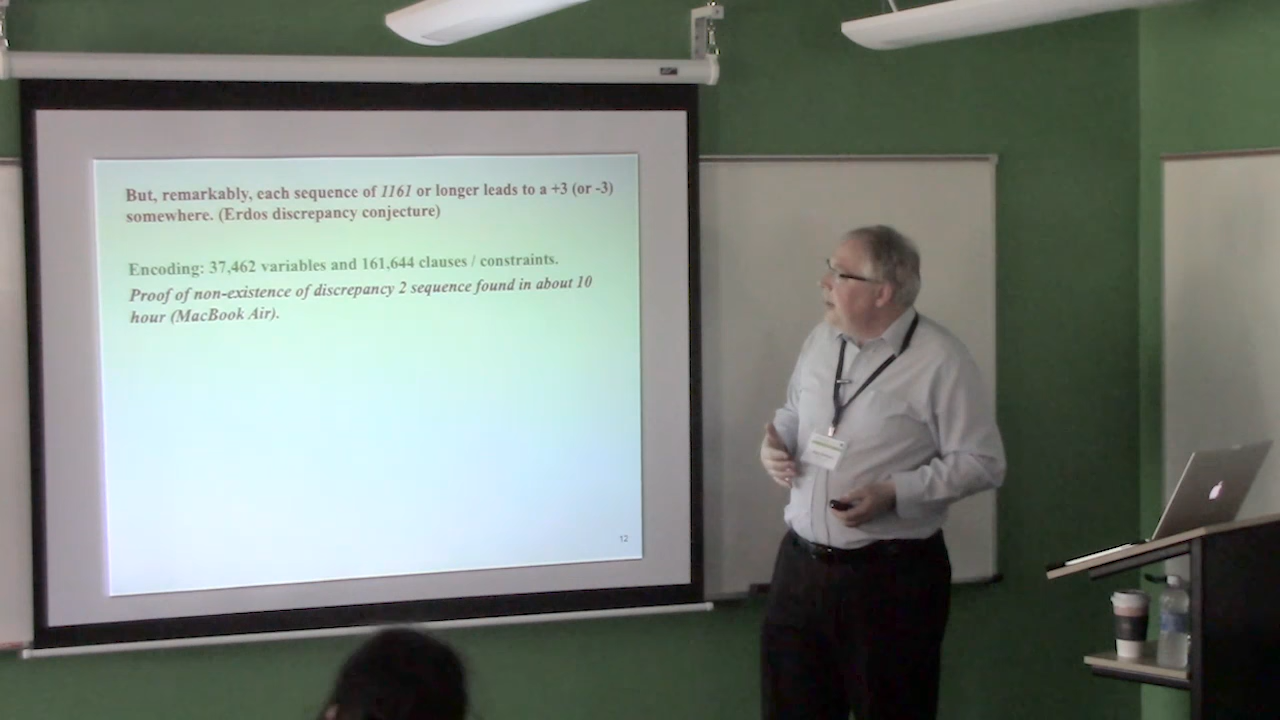 But, remarkably, each sequence of 1161 or longer leads to a +3 (or -3)
somewhere. (Erdos discrepancy conjecture)
Encoding: 37,462 variables and 161,644 clauses / constraints.
Proof of non-existence of discrepancy 2 sequence found in about 10
hour (MacBook Air).
12